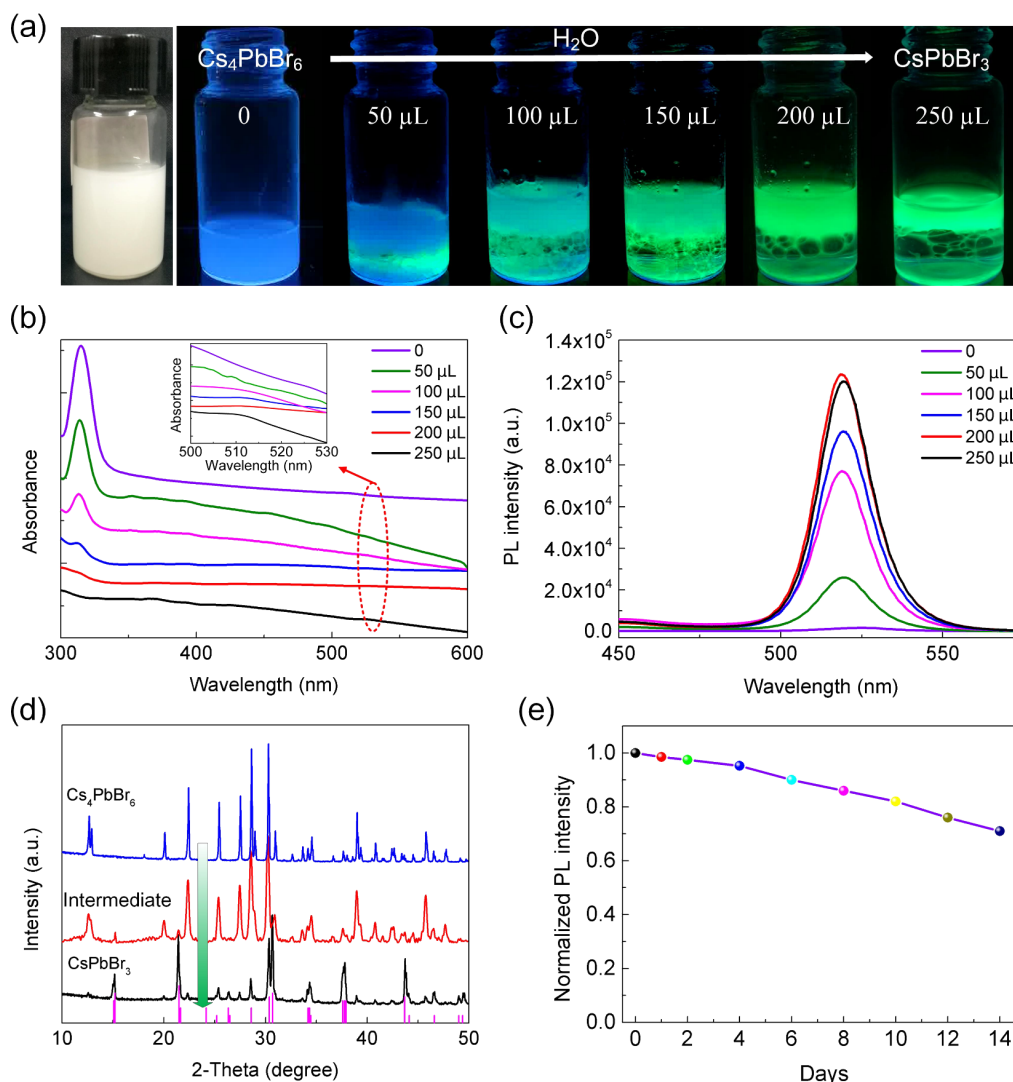 (a)
Cs₄PbBr₆
H₂O
CsPbBr₃
0
50 μL
100 μL
150 μL
200 μL
250 μL
(b)
Absorbance
300
400
500
600
Wavelength (nm)
0
50 μL
100 μL
150 μL
200 μL
250 μL
Absorbance
500
510
520
530
Wavelength (nm)
(c)
PL intensity (a.u.)
1.4x10⁵
1.2x10⁵
1.0x10⁵
8.0x10⁴
6.0x10⁴
4.0x10⁴
2.0x10⁴
0.0
450
500
550
Wavelength (nm)
0
50 μL
100 μL
150 μL
200 μL
250 μL
(d)
Intensity (a.u.)
Cs₄PbBr₆
Intermediate
CsPbBr₃
10
20
30
40
50
2-Theta (degree)
(e)
Normalized PL intensity
1.0
0.8
0.6
0.4
0.2
0.0
0
2
4
6
8
10
12
14
Days